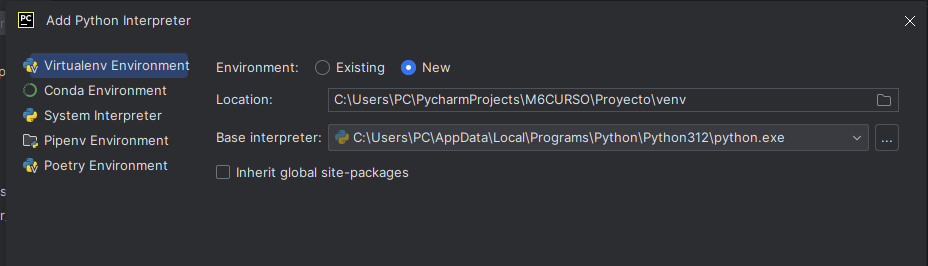 PC Add Python Interpreter
Virtualenv Environment
Conda Environment
System Interpreter
Pipenv Environment
Poetry Environment
Environment: Existing New
Location: C:\Users\PC\PycharmProjects\M6CURSO\Proyecto\venv
Base interpreter: C:\Users\PC\AppData\Local\Programs\Python\Python312\python.exe ...
Inherit global site-packages